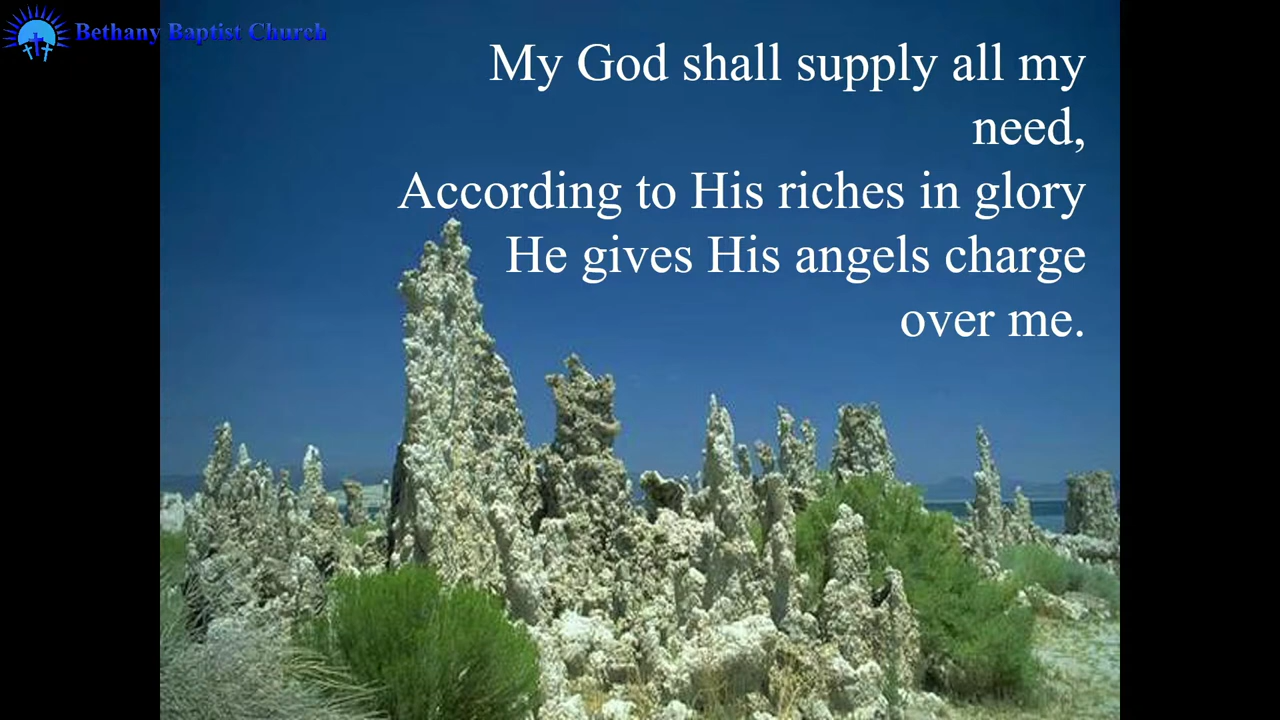 Bethany Baptist Church
My God shall supply all my
need,
According to His riches in glory
He gives His angels charge
over me.